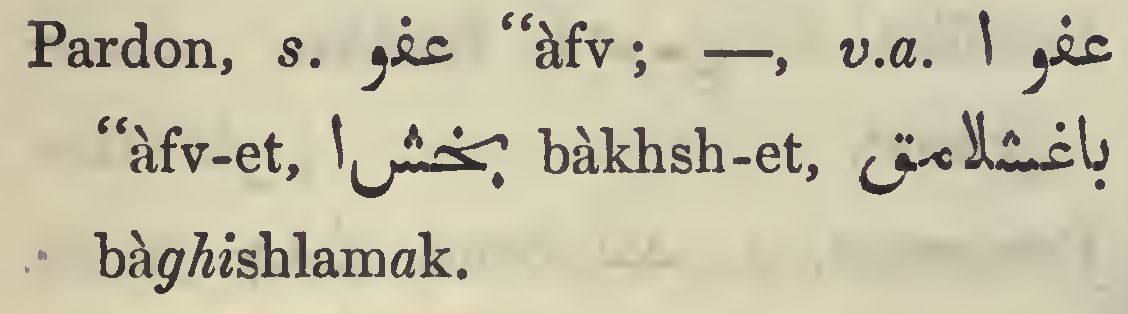 Pardon, s. عفو “àfv ; —, v.a. عفو ا
“àfv-et, بخش ا bàkhsh-et, باغشلامق
bàghishlamak.